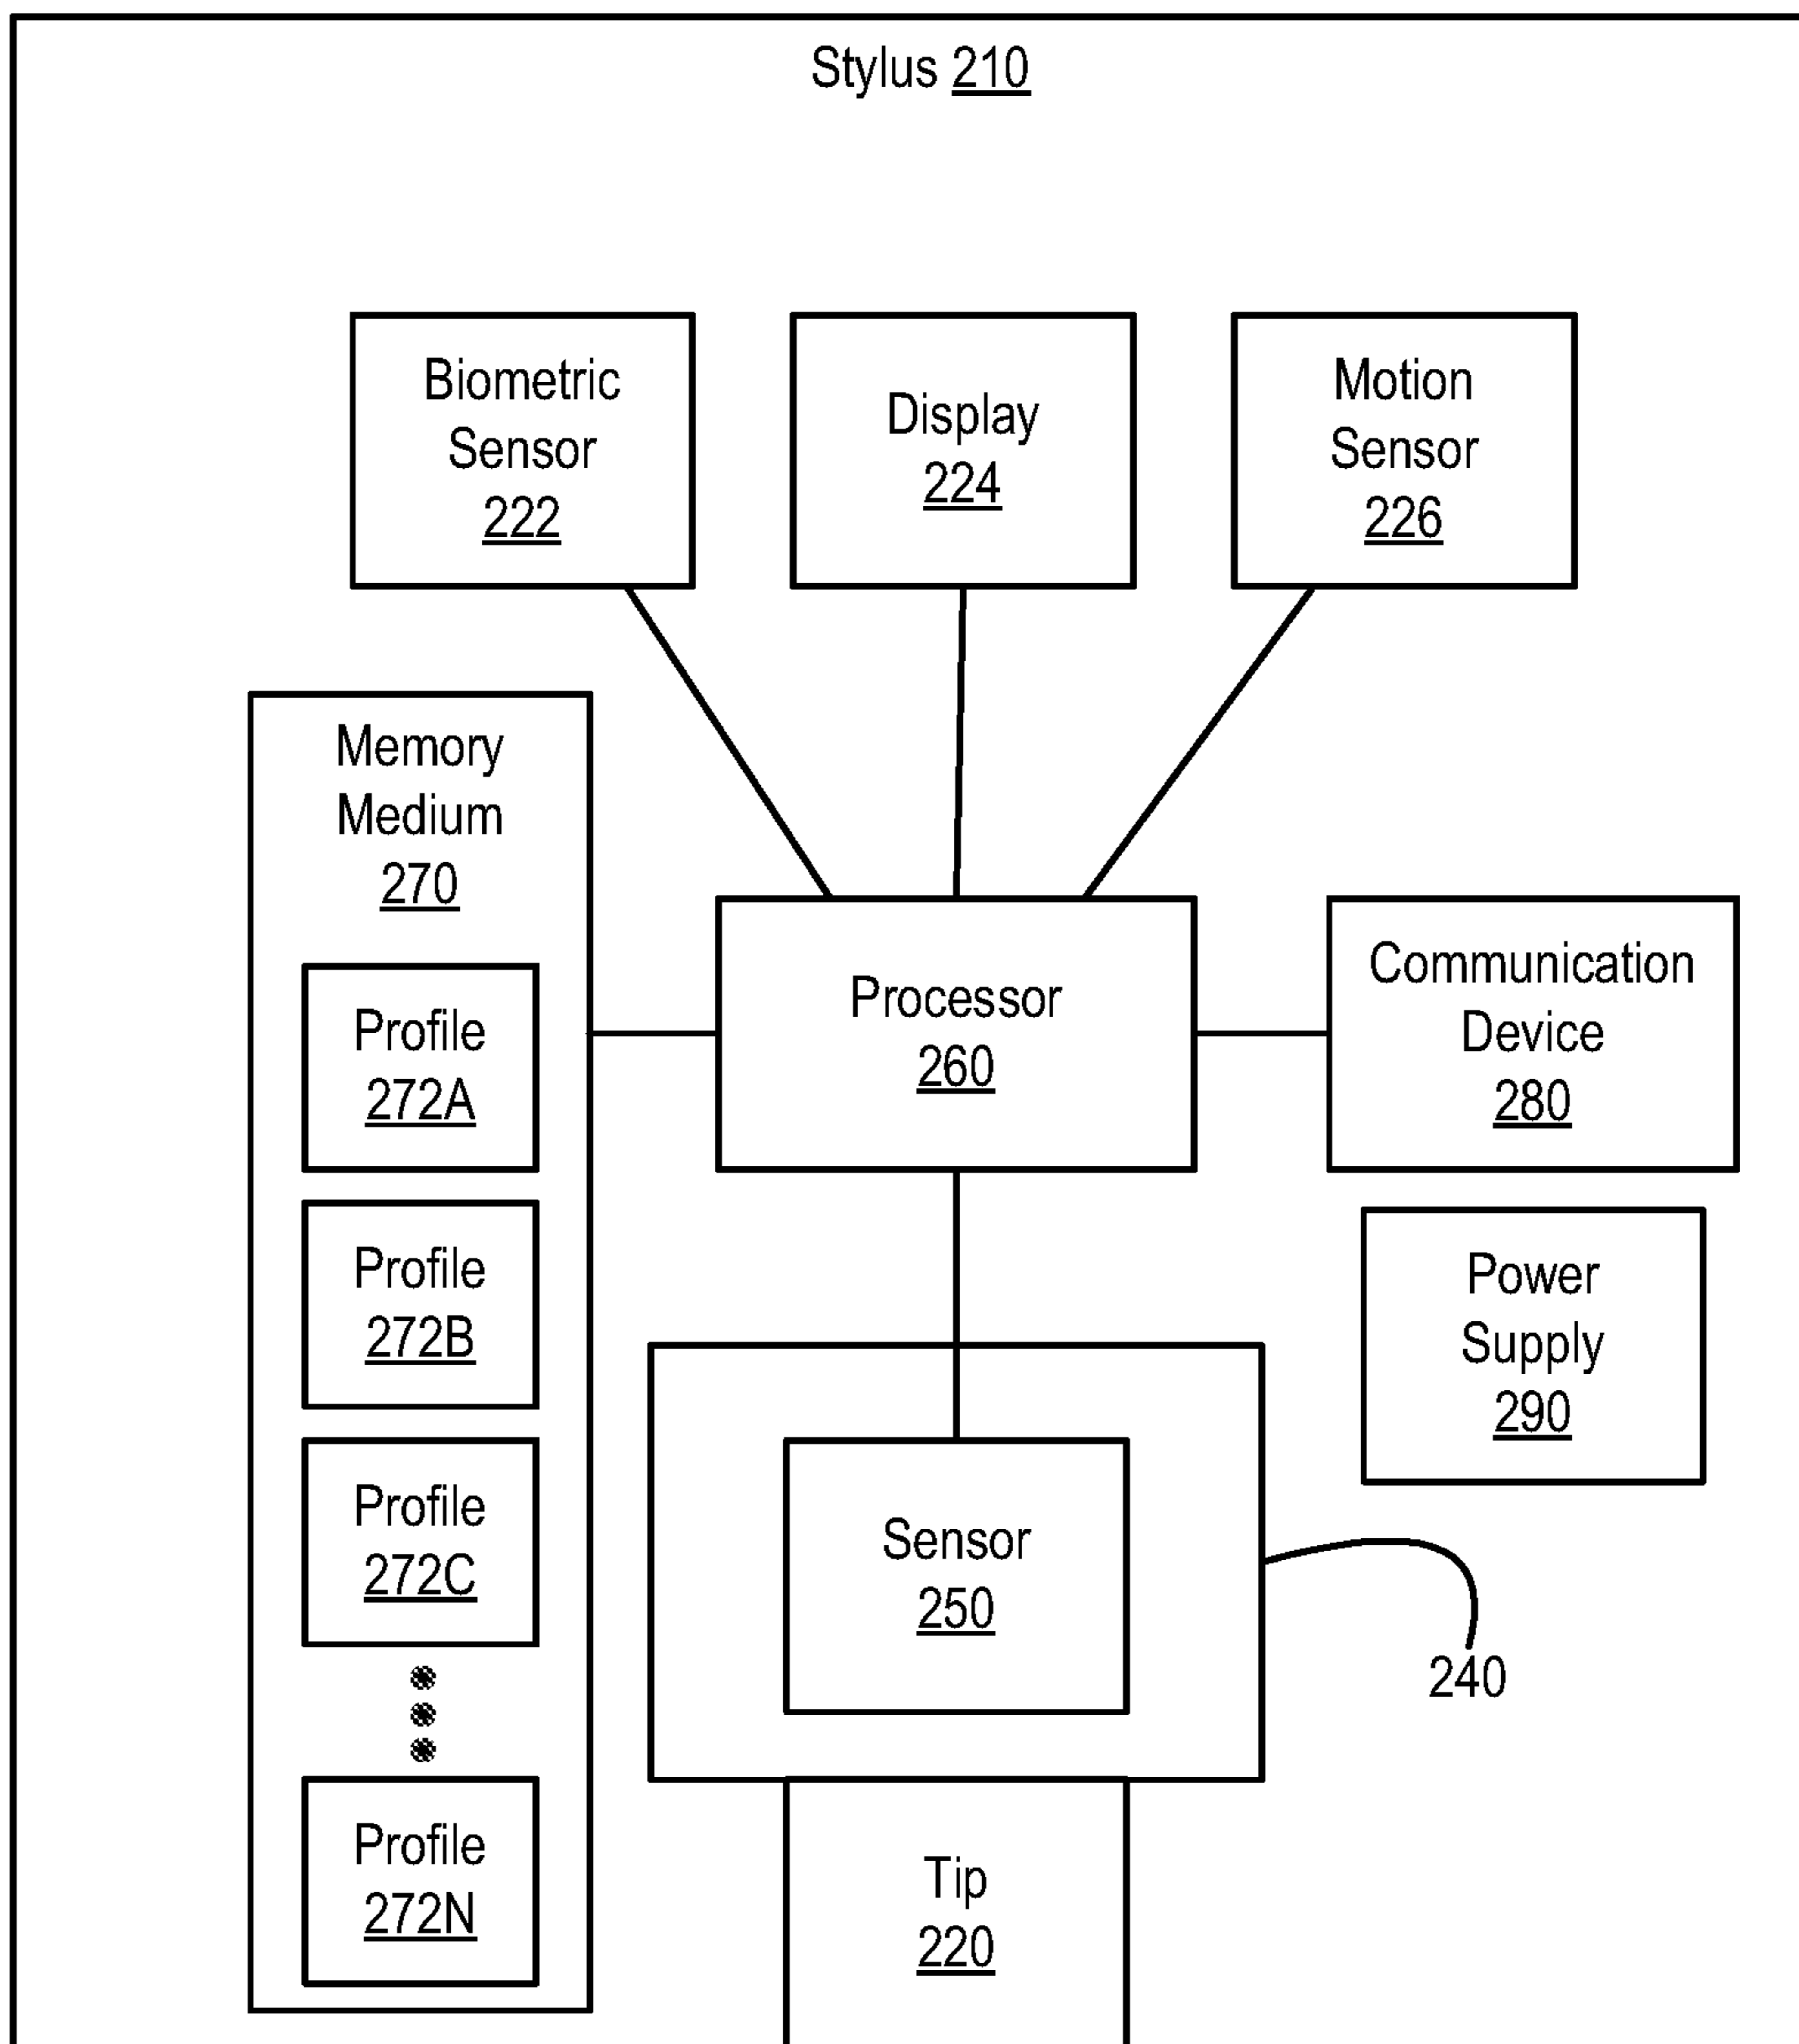 Stylus 210
Biometric
Sensor
222
Display
224
Motion
Sensor
226
Memory
Medium
270
Profile
272A
Profile
272B
Profile
272C
Profile
272N
Processor
260
Communication
Device
280
Power
Supply
290
Sensor
250
240
Tip
220